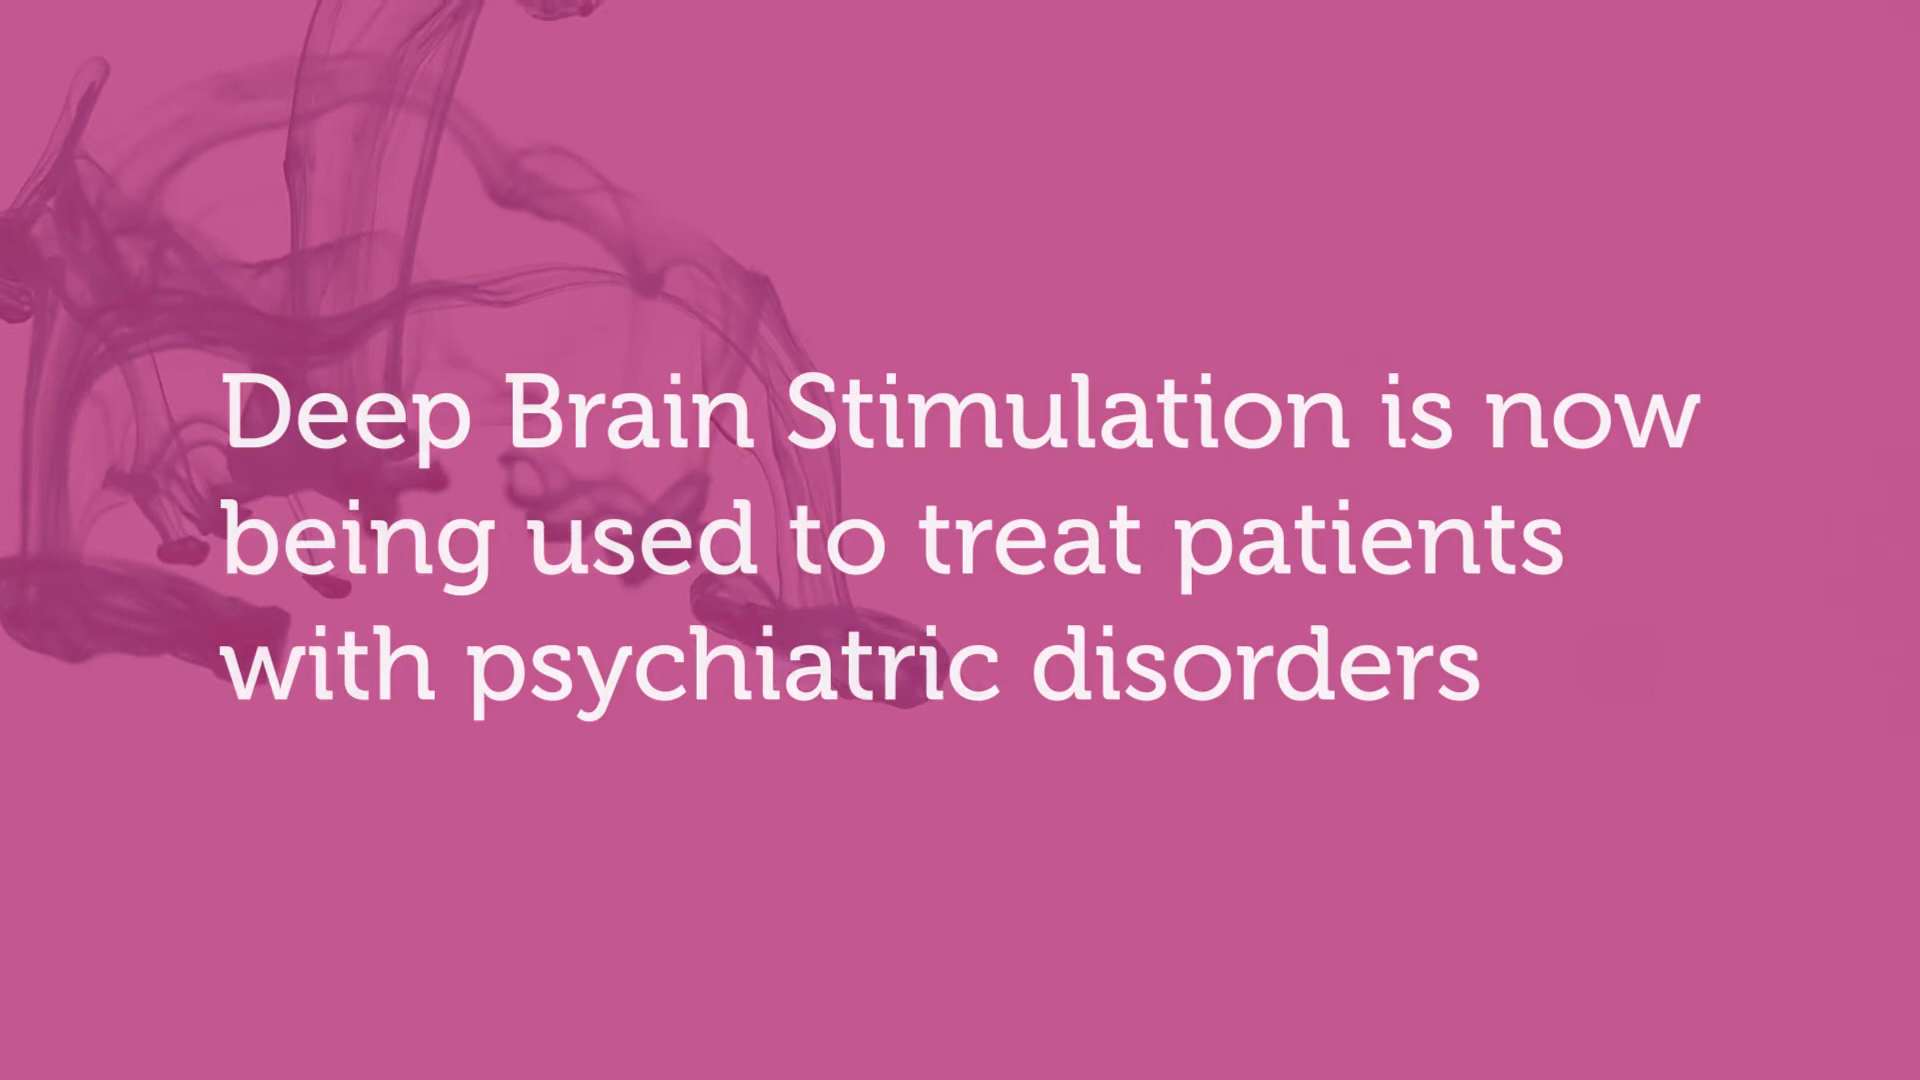 Deep Brain Stimulation is now
being used to treat patients
with psychiatric disorders